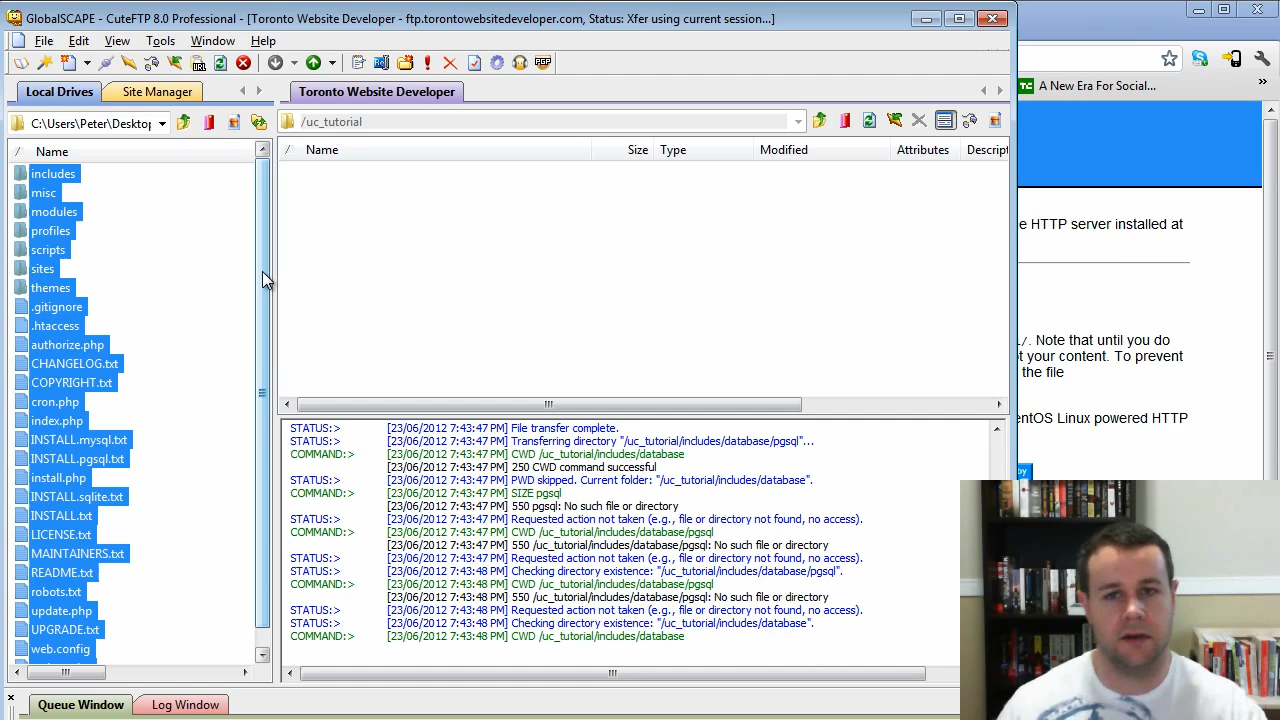 GlobalSCAPE - CuteFTP 8.0 Professional - [Toronto Website Developer - ftp.torontowebsitedeveloper.com, Status: Xfer using current session...]
File Edit View Tools Window Help
A New Era For Social...
Local Drives Site Manager Toronto Website Developer
C:\Users\Peter\Desktop /uc_tutorial
/ Name / Name Size Type Modified Attributes Descript
includes
misc
modules
profiles
scripts
sites
themes
.gitignore
.htaccess
authorize.php
CHANGELOG.txt
COPYRIGHT.txt
cron.php
index.php
INSTALL.mysql.txt
INSTALL.pgsql.txt
install.php
INSTALL.sqlite.txt
INSTALL.txt
LICENSE.txt
MAINTAINERS.txt
README.txt
robots.txt
update.php
UPGRADE.txt
web.config
STATUS:> [23/06/2012 7:43:47 PM] File transfer complete.
STATUS:> [23/06/2012 7:43:47 PM] Transferring directory "/uc_tutorial/includes/database/pgsql"...
COMMAND:> [23/06/2012 7:43:47 PM] CWD /uc_tutorial/includes/database
[23/06/2012 7:43:47 PM] 250 CWD command successful
STATUS:> [23/06/2012 7:43:47 PM] PWD skipped. Current folder: "/uc_tutorial/includes/database".
COMMAND:> [23/06/2012 7:43:47 PM] SIZE pgsql
[23/06/2012 7:43:47 PM] 550 pgsql: No such file or directory
STATUS:> [23/06/2012 7:43:47 PM] Requested action not taken (e.g., file or directory not found, no access).
COMMAND:> [23/06/2012 7:43:47 PM] CWD /uc_tutorial/includes/database/pgsql
[23/06/2012 7:43:47 PM] 550 /uc_tutorial/includes/database/pgsql: No such file or directory
STATUS:> [23/06/2012 7:43:47 PM] Requested action not taken (e.g., file or directory not found, no access).
STATUS:> [23/06/2012 7:43:48 PM] Checking directory existence: "/uc_tutorial/includes/database/pgsql".
COMMAND:> [23/06/2012 7:43:48 PM] CWD /uc_tutorial/includes/database/pgsql
[23/06/2012 7:43:48 PM] 550 /uc_tutorial/includes/database/pgsql: No such file or directory
STATUS:> [23/06/2012 7:43:48 PM] Requested action not taken (e.g., file or directory not found, no access).
STATUS:> [23/06/2012 7:43:48 PM] Checking directory existence: "/uc_tutorial/includes/database".
COMMAND:> [23/06/2012 7:43:48 PM] CWD /uc_tutorial/includes/database
e HTTP server installed at
/. Note that until you do
t your content. To prevent
the file
entOS Linux powered HTTP
by
Queue Window Log Window